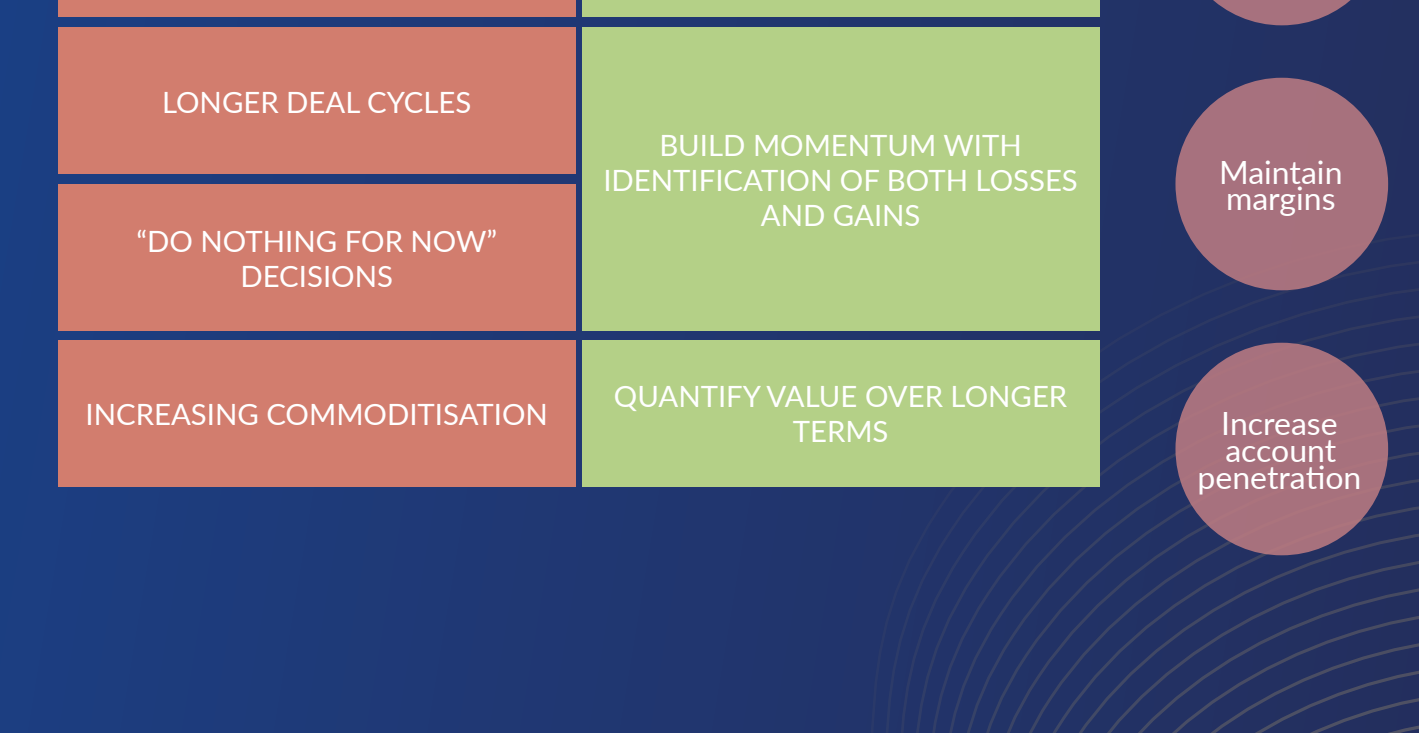 LONGER DEAL CYCLES
BUILD MOMENTUM WITH
IDENTIFICATION OF BOTH LOSSES
AND GAINS
“DO NOTHING FOR NOW”
DECISIONS
INCREASING COMMODITISATION
QUANTIFY VALUE OVER LONGER
TERMS
Maintain
margins
Increase
account
penetration